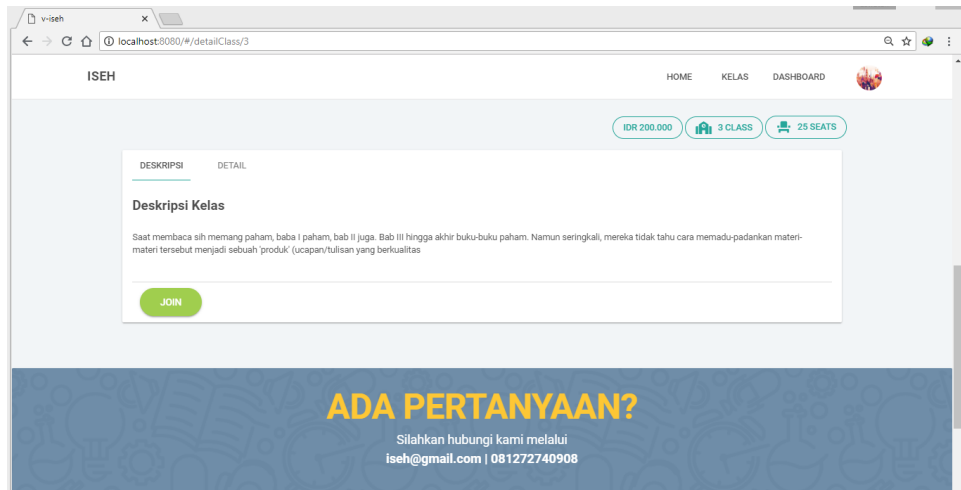 v-iseh
localhost:8080/#/detailClass/3
ISEH HOME KELAS DASHBOARD
IDR 200.000 3 CLASS 25 SEATS
DESKRIPSI DETAIL
Deskripsi Kelas
Saat membaca sih memang paham, baba I paham, bab II juga. Bab III hingga akhir buku-buku paham. Namun seringkali, mereka tidak tahu cara memadu-padankan materi-
materi tersebut menjadi sebuah 'produk' (ucapan/tulisan yang berkualitas
JOIN
ADA PERTANYAAN?
Silahkan hubungi kami melalui
iseh@gmail.com | 081272740908